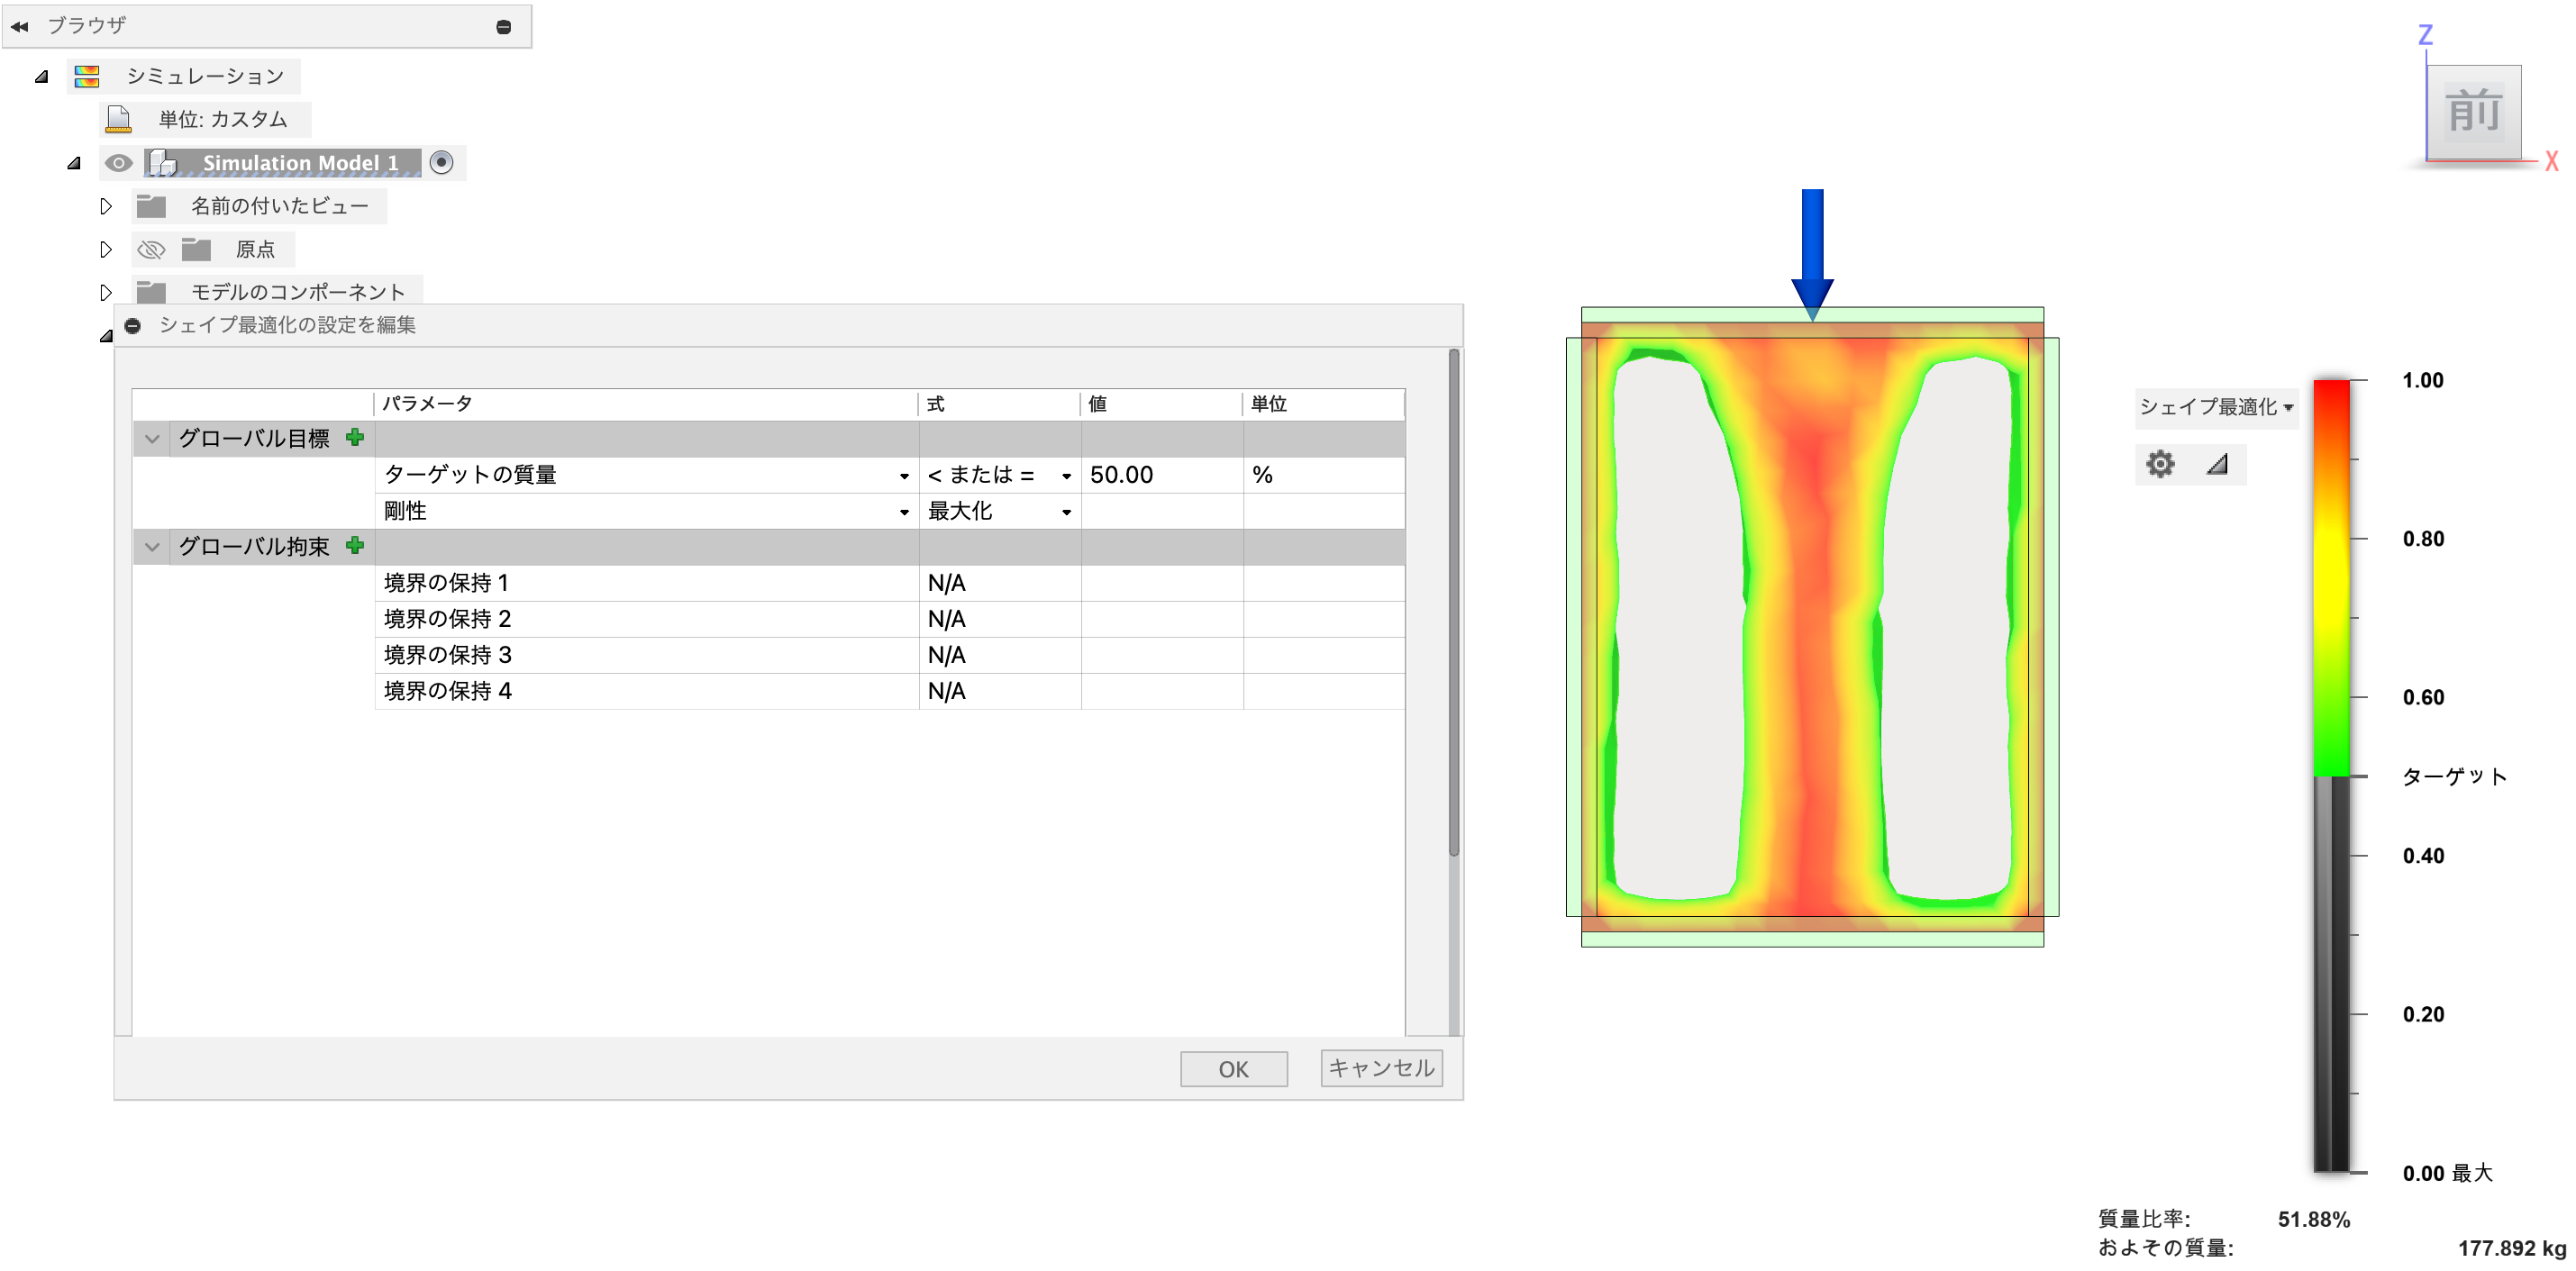 ブラウザ
シミュレーション
単位: カスタム
Simulation Model 1
名前の付いたビュー
原点
モデルのコンポーネント
シェイプ最適化の設定を編集
パラメータ 式 値 単位
グローバル目標
ターゲットの質量 < または = 50.00 %
剛性 最大化
グローバル拘束
境界の保持 1 N/A
境界の保持 2 N/A
境界の保持 3 N/A
境界の保持 4 N/A
OK キャンセル
Z
前
X
シェイプ最適化
1.00
0.80
0.60
ターゲット
0.40
0.20
0.00 最大
質量比率: 51.88%
およその質量: 177.892 kg